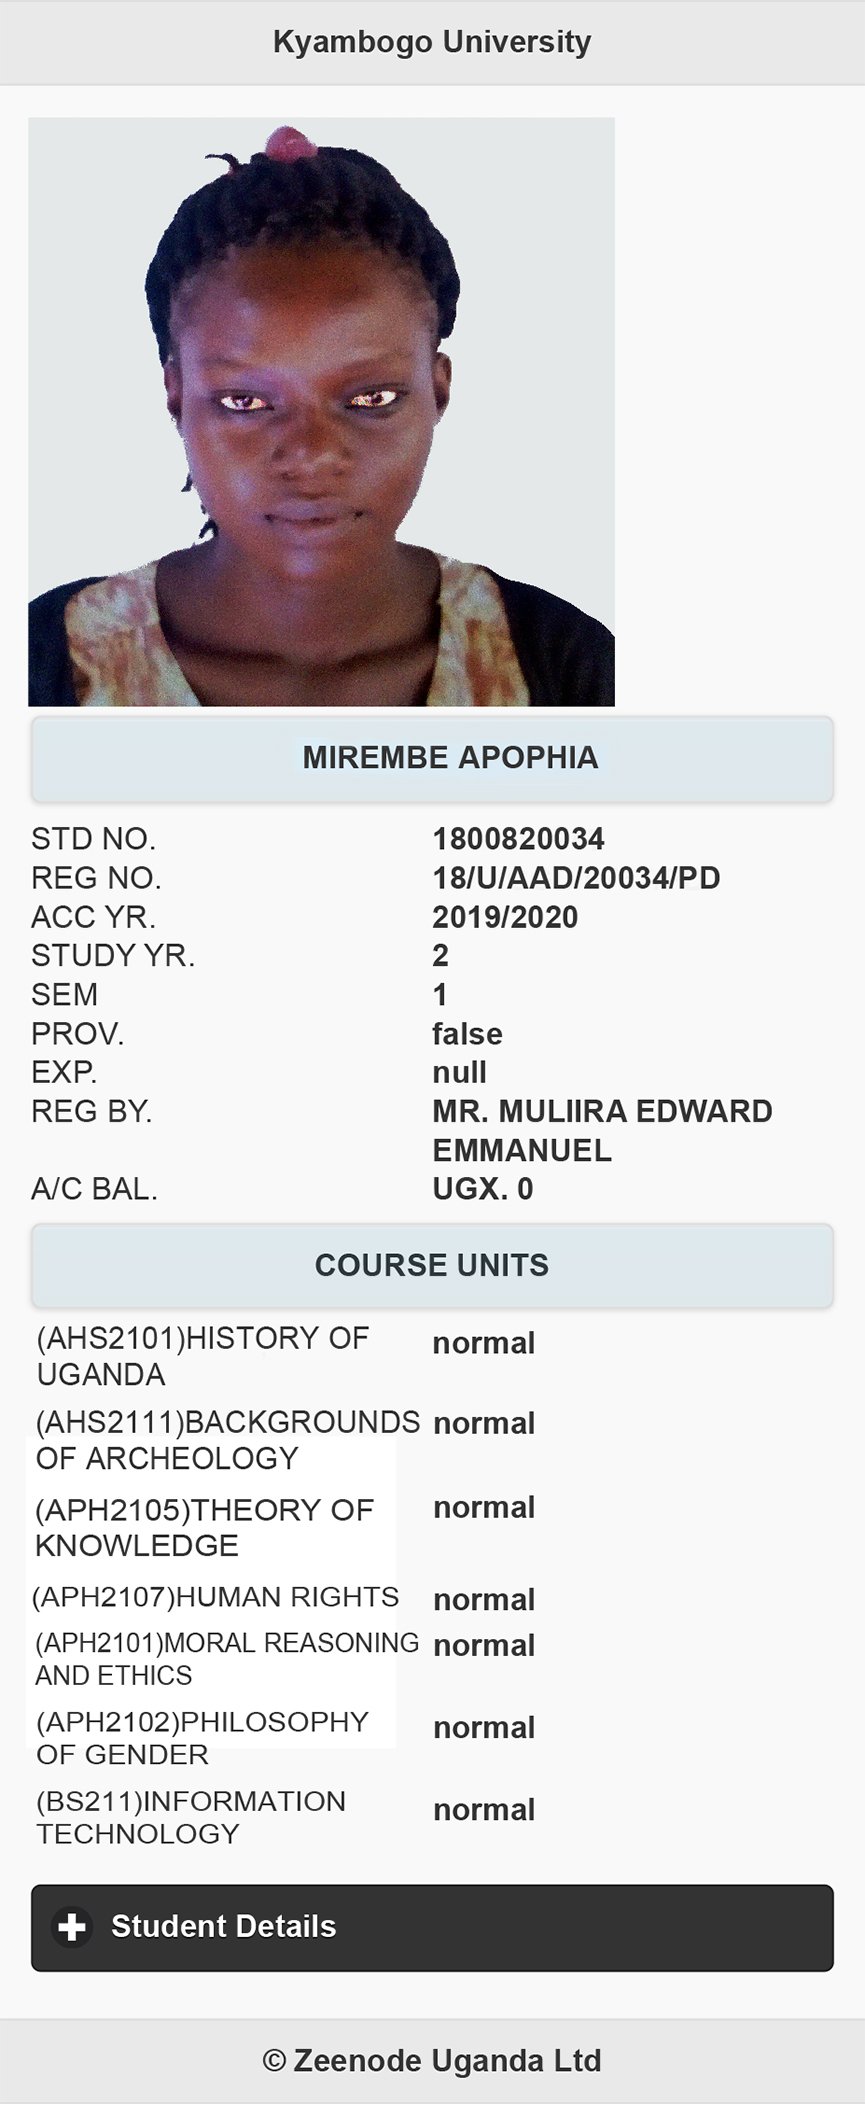 Kyambogo University
MIREMBE APOPHIA
STD NO. 1800820034
REG NO. 18/U/AAD/20034/PD
ACC YR. 2019/2020
STUDY YR. 2
SEM 1
PROV. false
EXP. null
REG BY. MR. MULIIRA EDWARD
EMMANUEL
A/C BAL. UGX. 0
COURSE UNITS
(AHS2101)HISTORY OF normal
UGANDA
(AHS2111)BACKGROUNDS normal
OF ARCHEOLOGY
(APH2105)THEORY OF normal
KNOWLEDGE
(APH2107)HUMAN RIGHTS normal
(APH2101)MORAL REASONING normal
AND ETHICS
(APH2102)PHILOSOPHY normal
OF GENDER
(BS211)INFORMATION normal
TECHNOLOGY
Student Details
© Zeenode Uganda Ltd